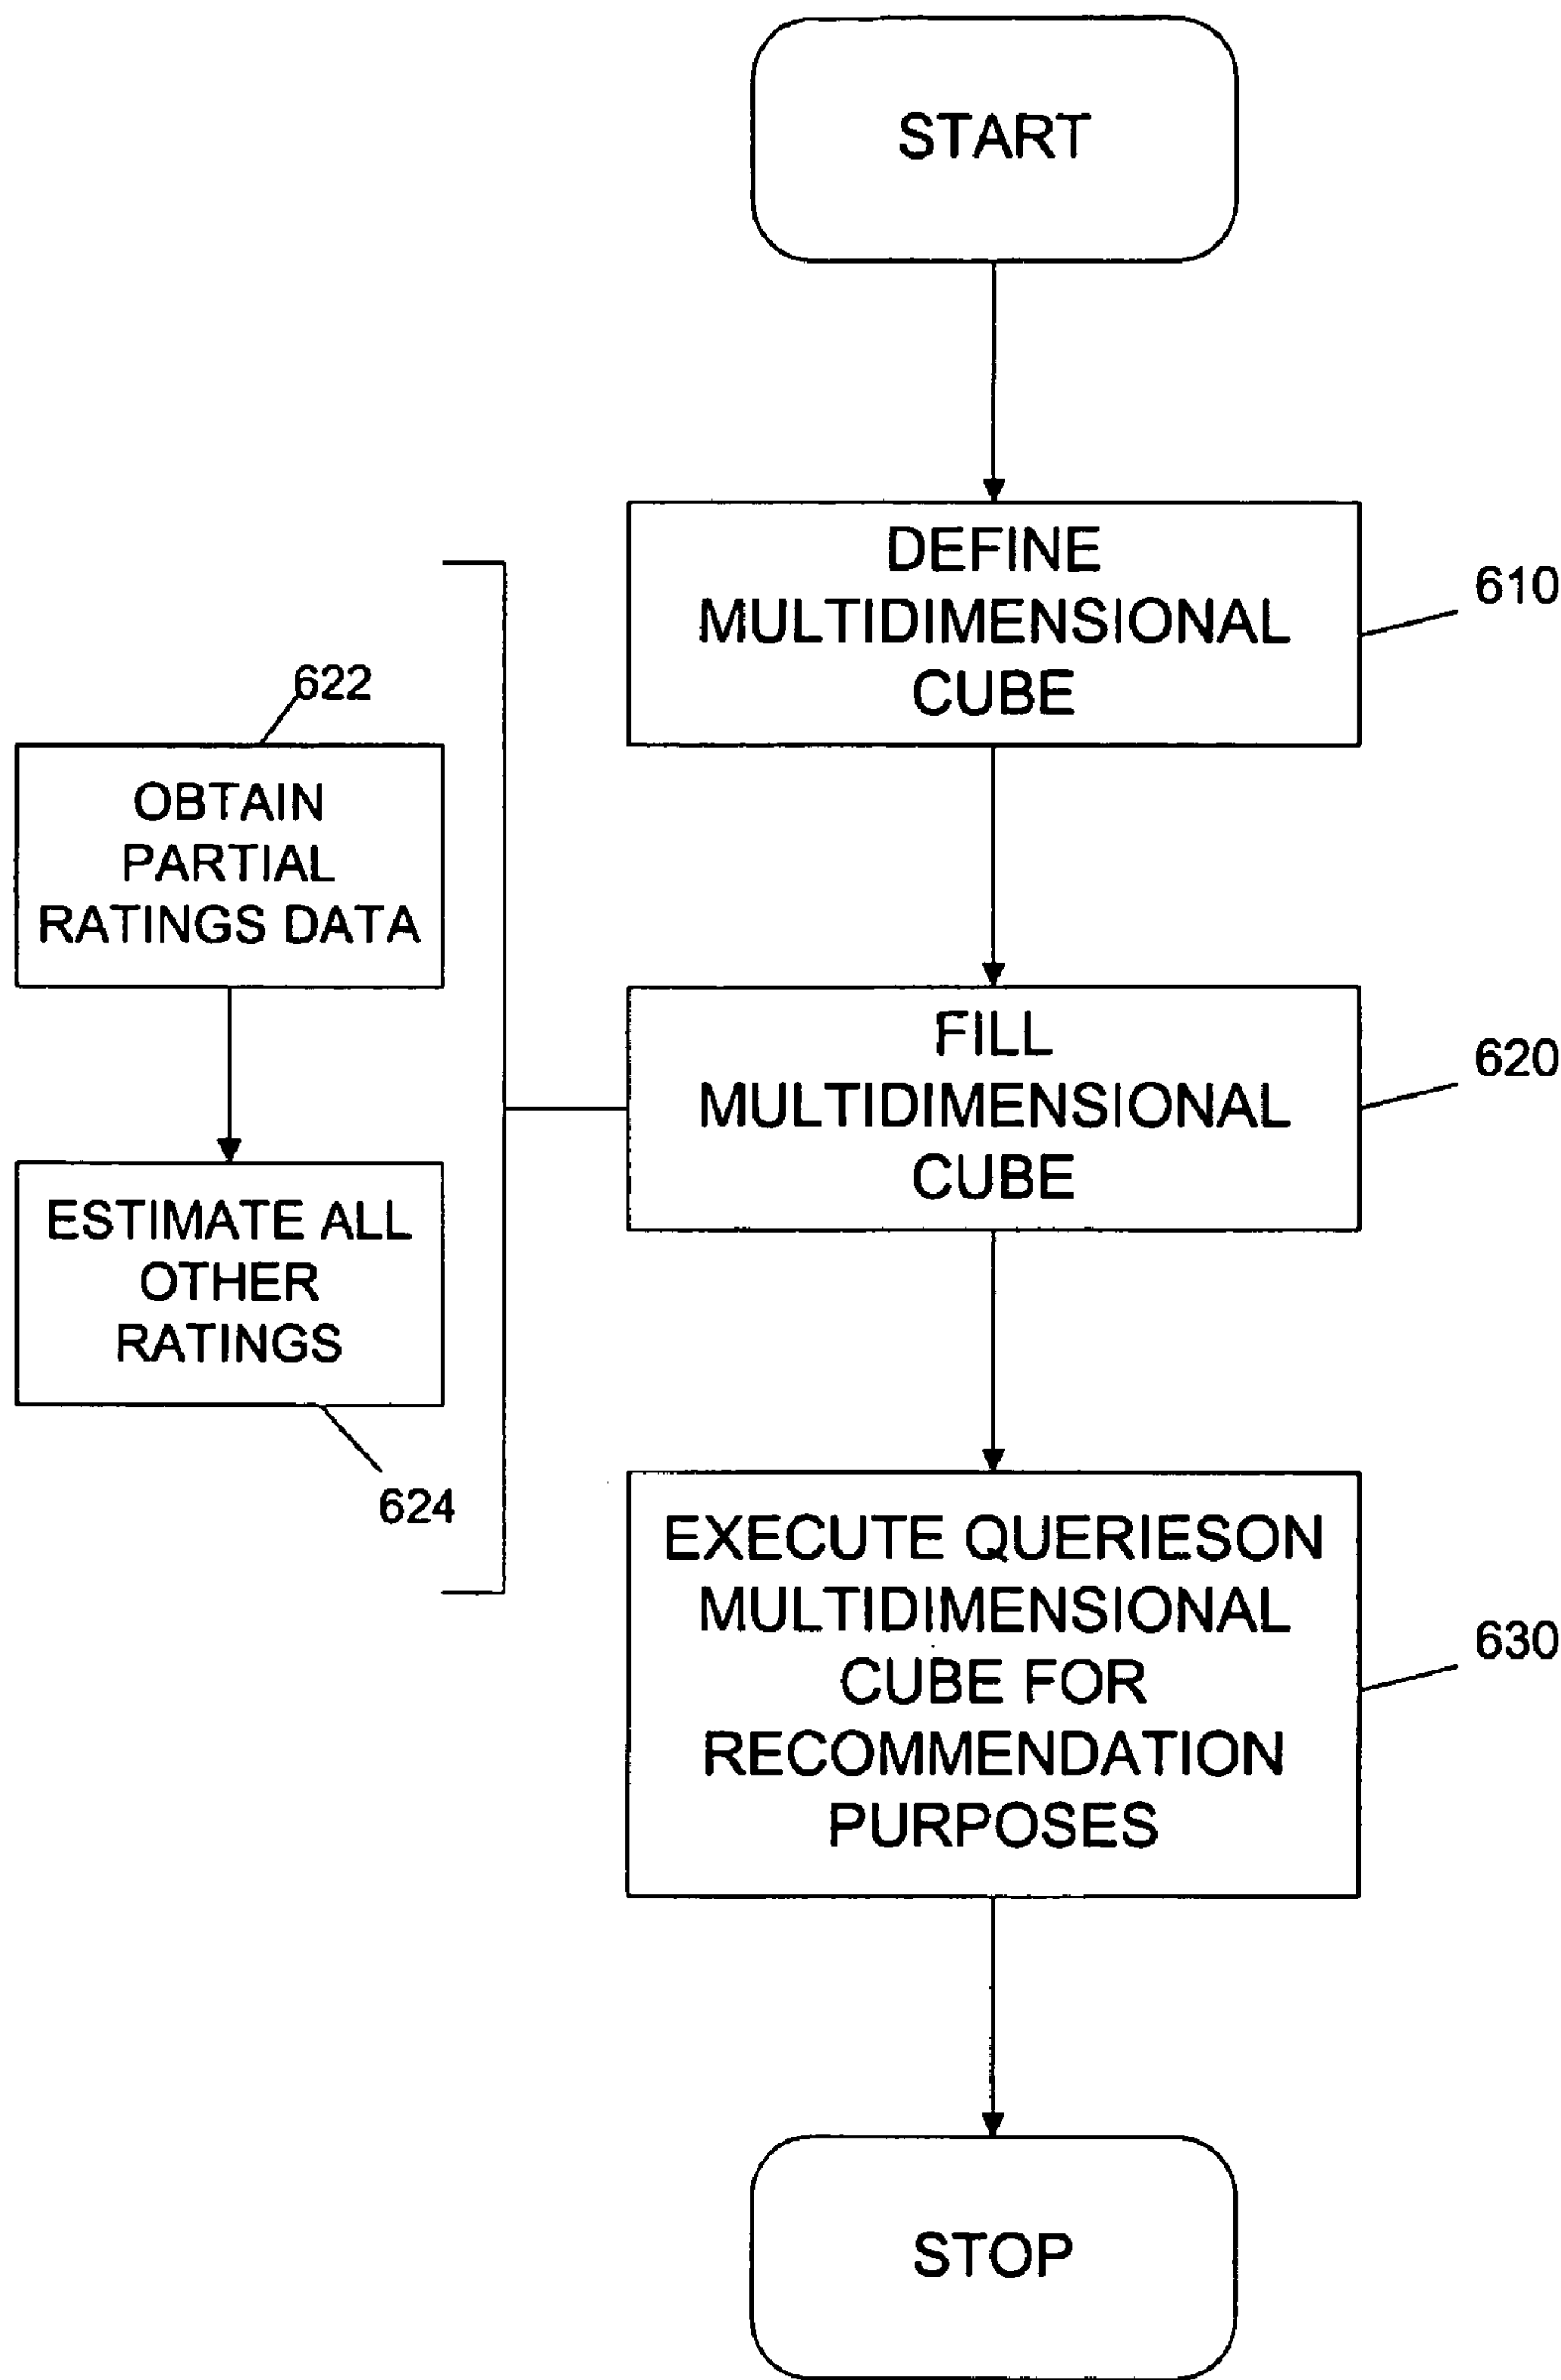 START
DEFINE
MULTIDIMENSIONAL
CUBE
610
622
OBTAIN
PARTIAL
RATINGS DATA
FILL
MULTIDIMENSIONAL
CUBE
620
ESTIMATE ALL
OTHER
RATINGS
624
EXECUTE QUERIESON
MULTIDIMENSIONAL
CUBE FOR
RECOMMENDATION
PURPOSES
630
STOP